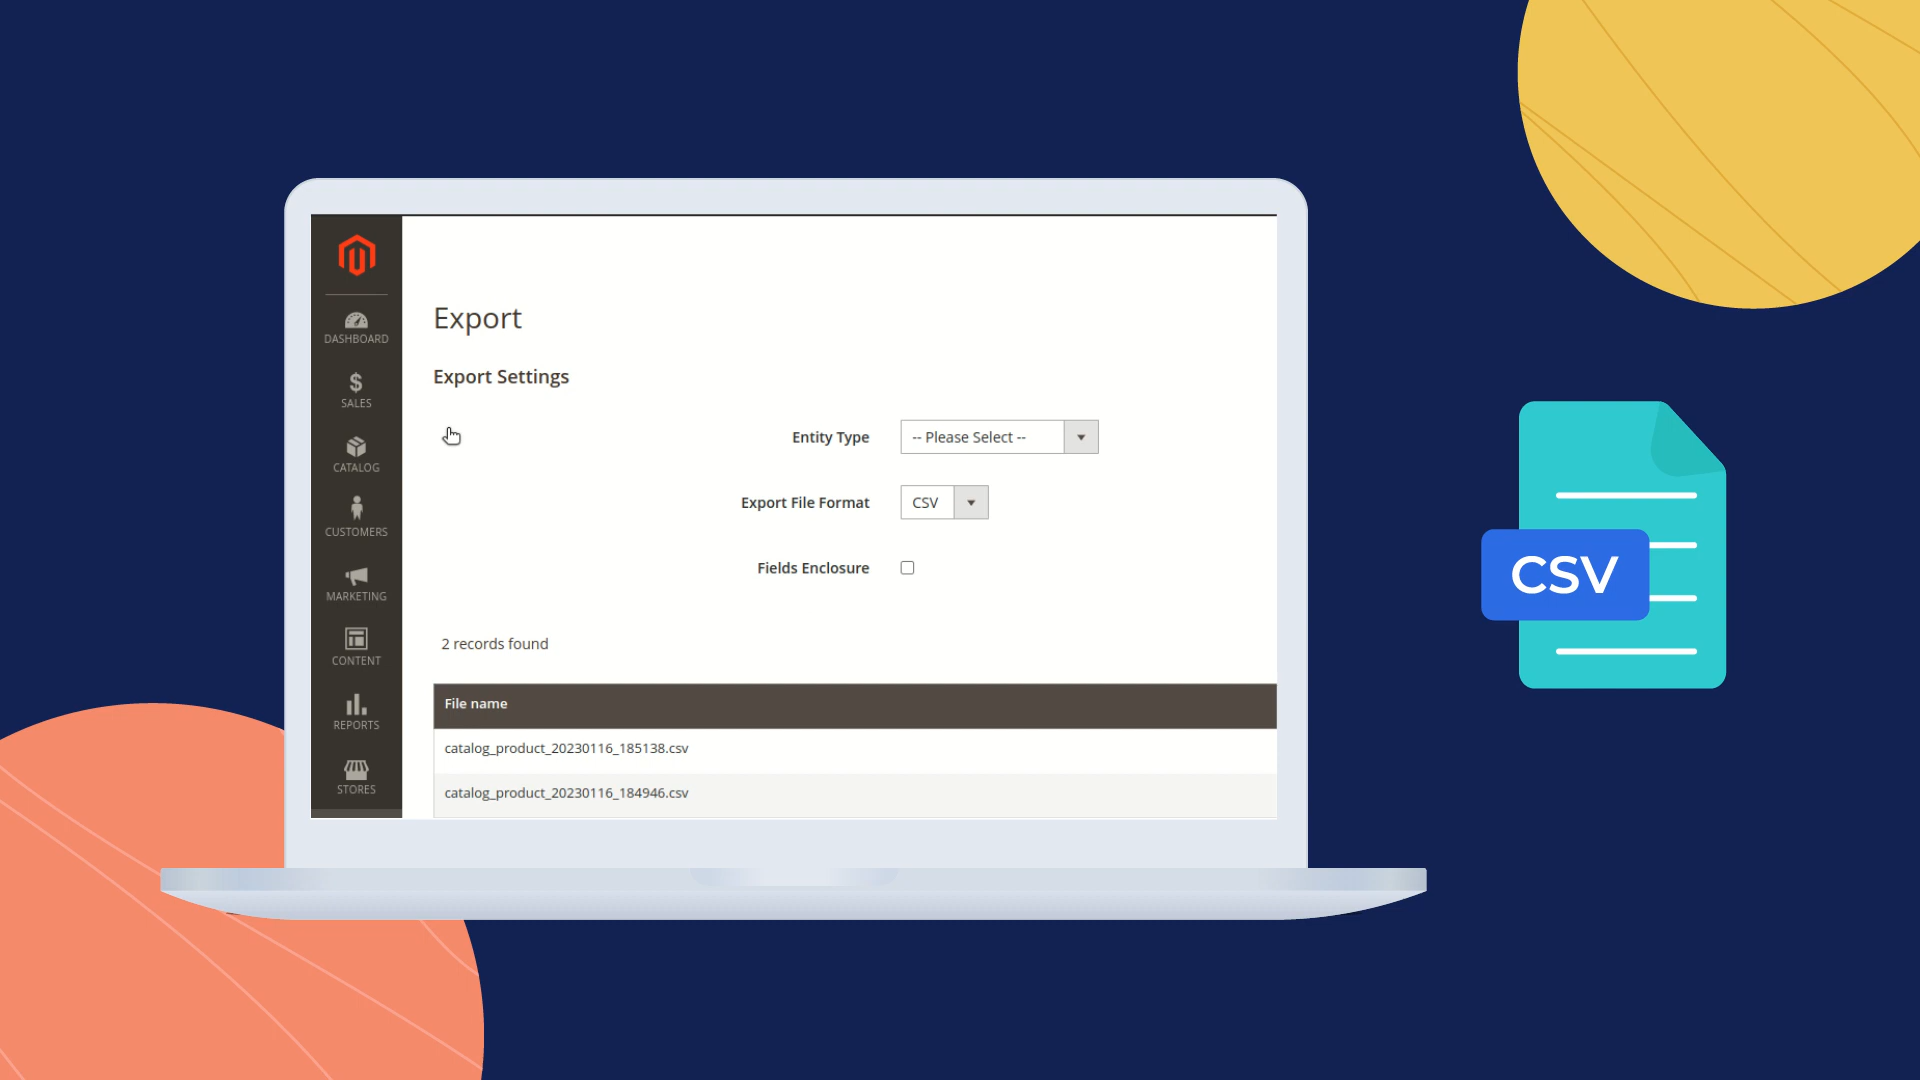 DASHBOARD
SALES
CATALOG
CUSTOMERS
MARKETING
CONTENT
REPORTS
STORES
Export
Export Settings
Entity Type -- Please Select --
Export File Format CSV
Fields Enclosure
2 records found
File name
catalog_product_20230116_185138.csv
catalog_product_20230116_184946.csv
CSV